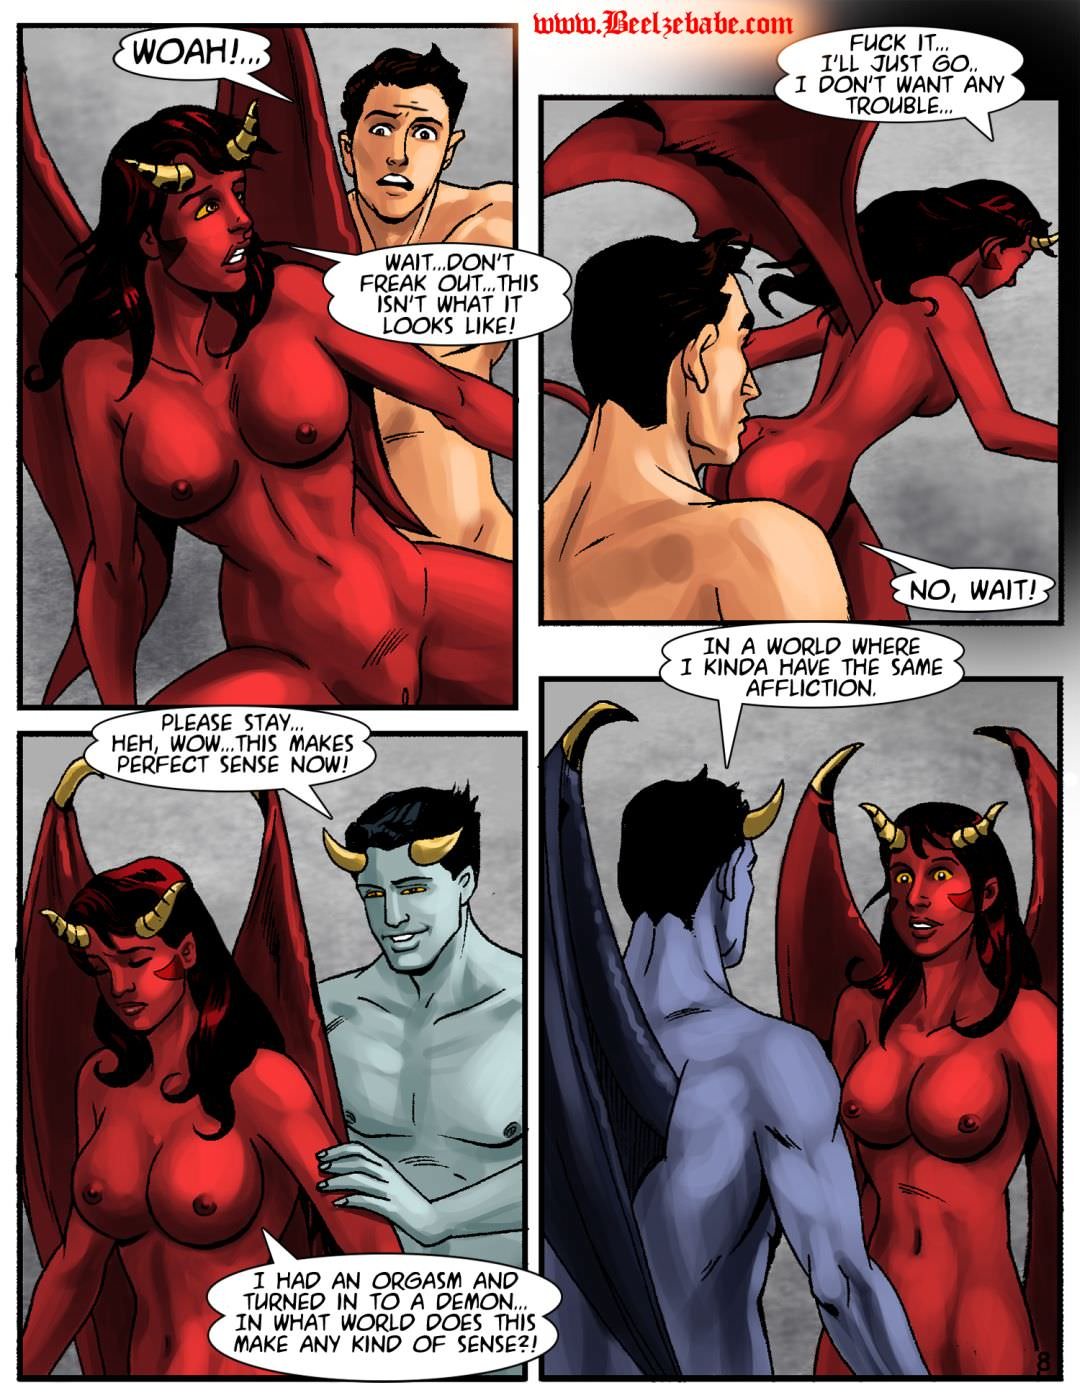 www.Beelzebabe.com
WOAH!...
WAIT...DON'T
FREAK OUT...THIS
ISN'T WHAT IT
LOOKS LIKE!
FUCK IT...
I'LL JUST GO..
I DON'T WANT ANY
TROUBLE...
NO, WAIT!
PLEASE STAY...
HEH, WOW...THIS MAKES
PERFECT SENSE NOW!
I HAD AN ORGASM AND
TURNED IN TO A DEMON...
IN WHAT WORLD DOES THIS
MAKE ANY KIND OF SENSE?!
IN A WORLD WHERE
I KINDA HAVE THE SAME
AFFLICTION.
8